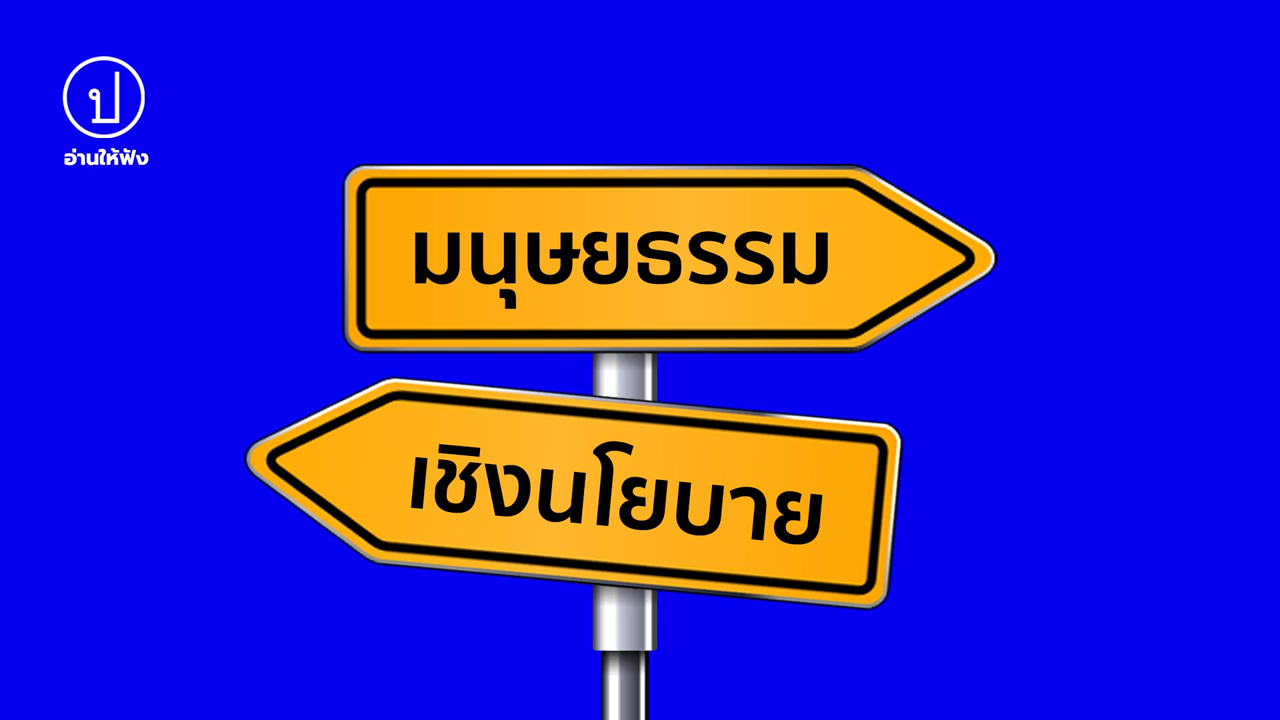 ป
อ่านให้ฟัง
มนุษยธรรม
เชิงนโยบาย